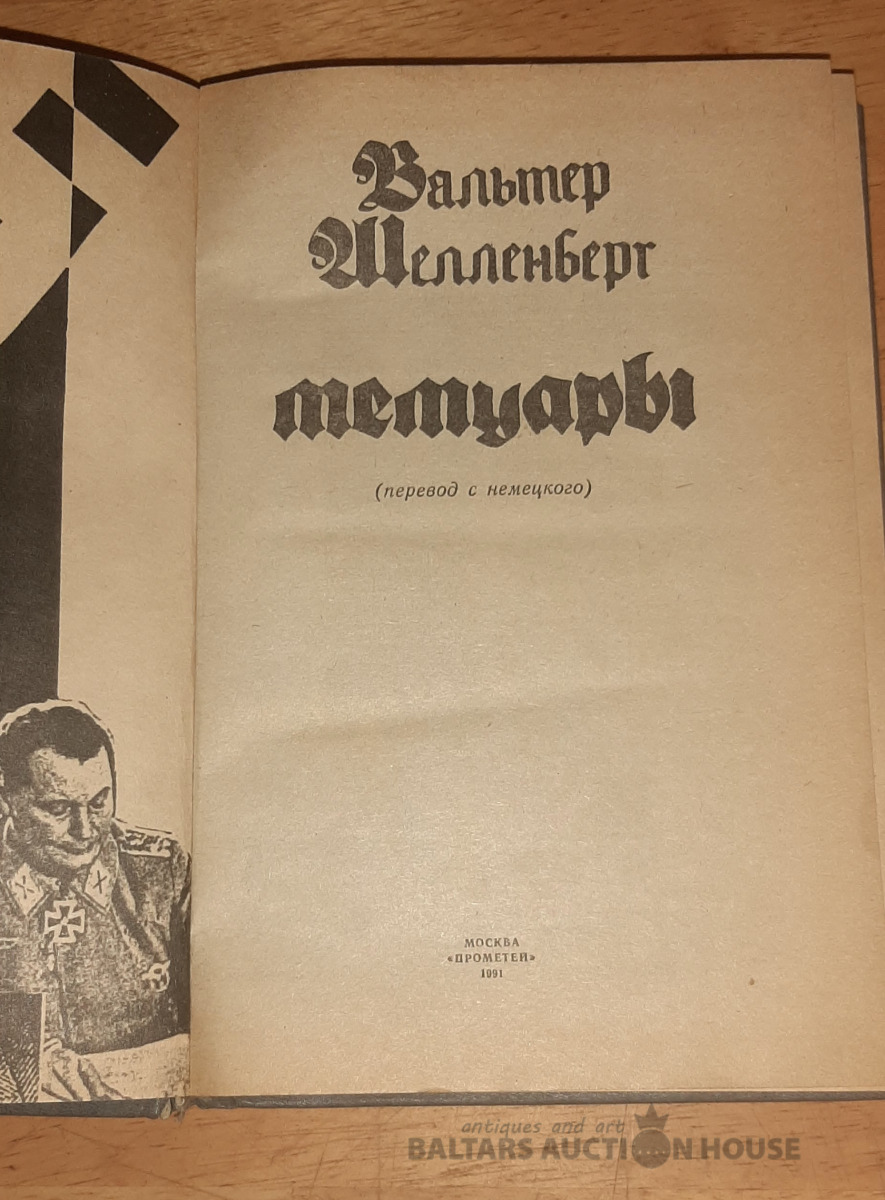 Вальтер
Шелленберг
мемуары
(перевод с немецкого)
МОСКВА
«ПРОМЕТЕЙ»
1991
antiques and art
BALTARS AUCTION HOUSE